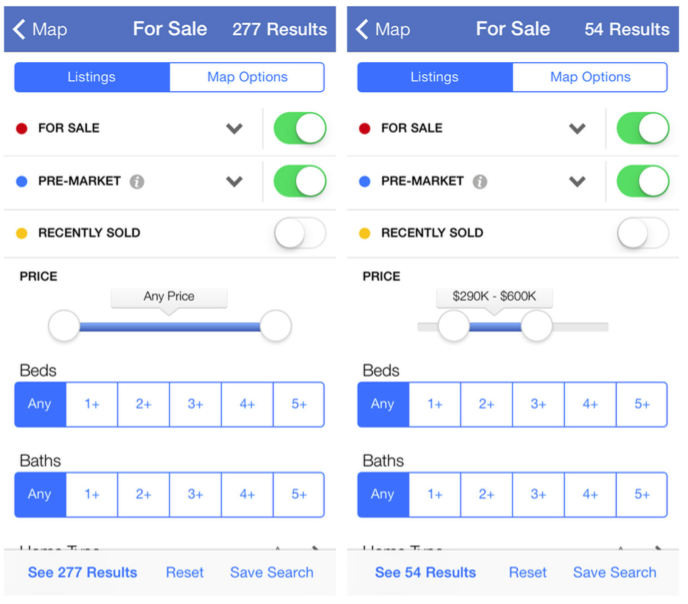 Map For Sale 277 Results
Listings Map Options
FOR SALE
PRE-MARKET i
RECENTLY SOLD
PRICE
Any Price
Beds
Any 1+ 2+ 3+ 4+ 5+
Baths
Any 1+ 2+ 3+ 4+ 5+
See 277 Results Reset Save Search
Map For Sale 54 Results
Listings Map Options
FOR SALE
PRE-MARKET i
RECENTLY SOLD
PRICE
$290K - $600K
Beds
Any 1+ 2+ 3+ 4+ 5+
Baths
Any 1+ 2+ 3+ 4+ 5+
See 54 Results Reset Save Search